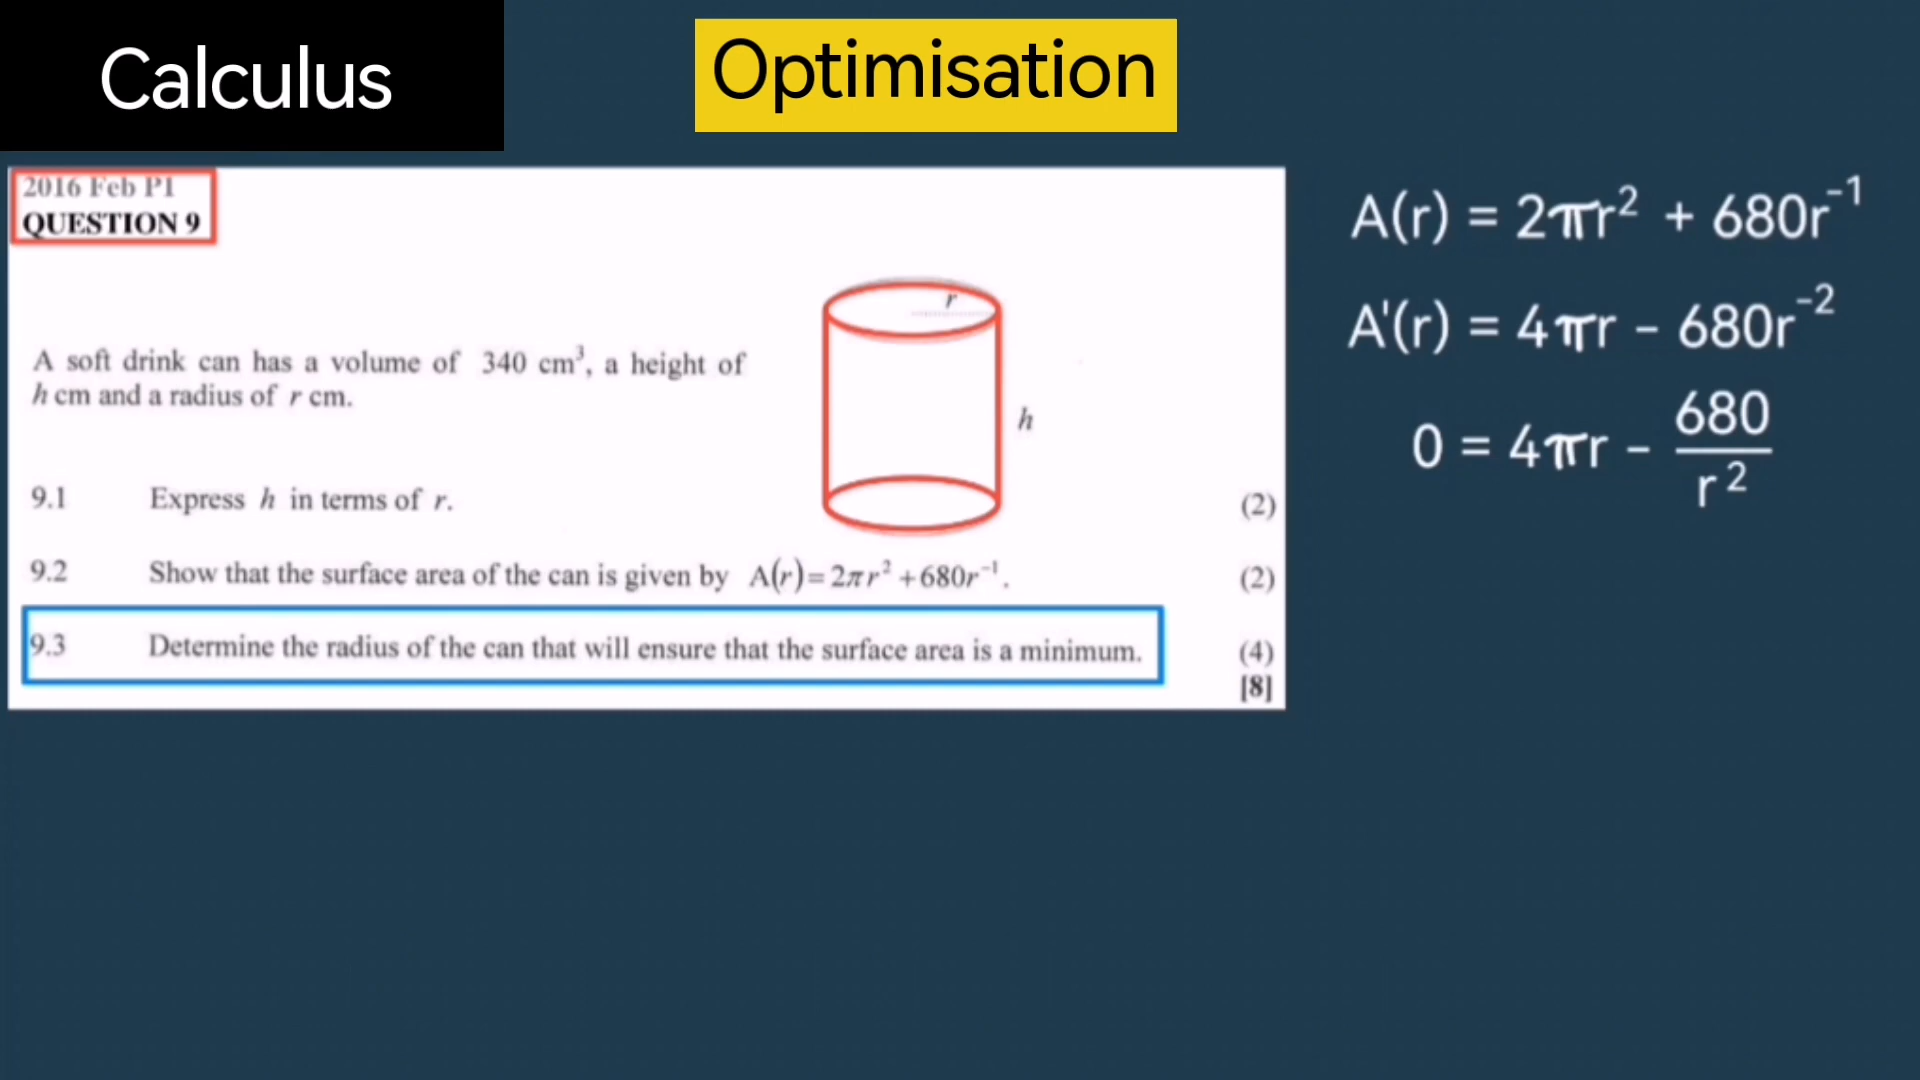 Calculus
Optimisation
2016 Feb P1
QUESTION 9
A soft drink can has a volume of 340 cm³, a height of
h cm and a radius of r cm.
r
h
9.1 Express h in terms of r. (2)
9.2 Show that the surface area of the can is given by A(r)=2πr²+680r⁻¹. (2)
9.3 Determine the radius of the can that will ensure that the surface area is a minimum. (4)
[8]
A(r) = 2πr² + 680r⁻¹
A'(r) = 4πr - 680r⁻²
0 = 4πr - 680/r²